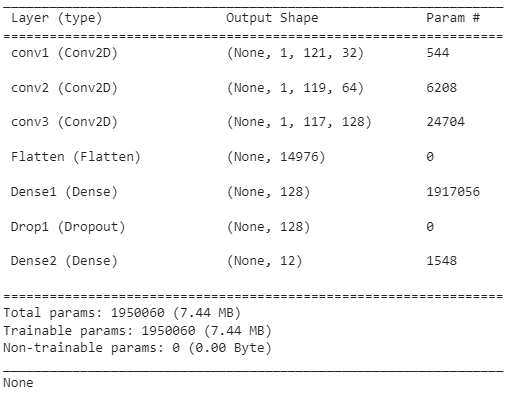 Layer (type) Output Shape Param #
conv1 (Conv2D) (None, 1, 121, 32) 544
conv2 (Conv2D) (None, 1, 119, 64) 6208
conv3 (Conv2D) (None, 1, 117, 128) 24704
Flatten (Flatten) (None, 14976) 0
Dense1 (Dense) (None, 128) 1917056
Drop1 (Dropout) (None, 128) 0
Dense2 (Dense) (None, 12) 1548
Total params: 1950060 (7.44 MB)
Trainable params: 1950060 (7.44 MB)
Non-trainable params: 0 (0.00 Byte)
None